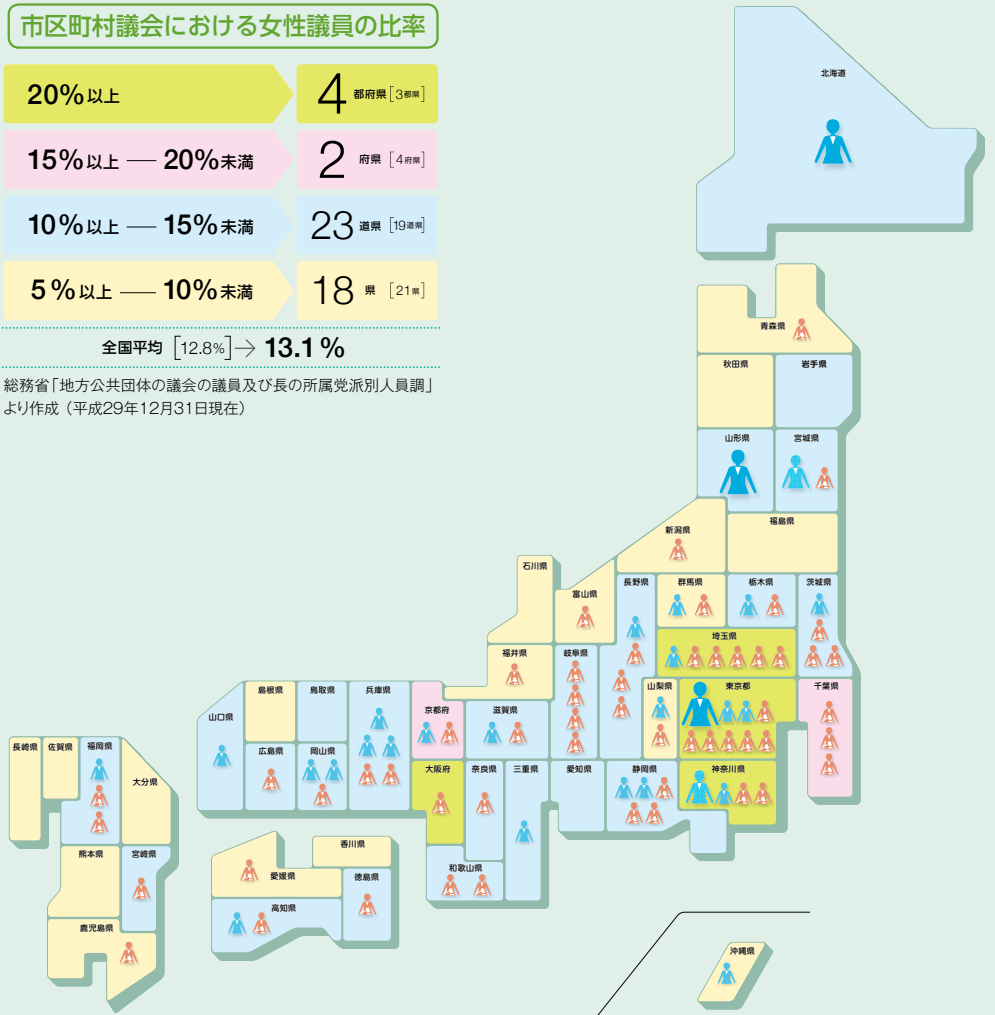 市区町村議会における女性議員の比率
20%以上 4 都府県 [3都県]
15%以上 — 20%未満 2 府県 [4府県]
10%以上 — 15%未満 23 道県 [19道県]
5%以上 — 10%未満 18 県 [21県]
全国平均 [12.8%]→ 13.1%
総務省「地方公共団体の議会の議員及び長の所属党派別人員調」
より作成（平成29年12月31日現在）
北海道
青森県
秋田県 岩手県
山形県 宮城県
福島県
新潟県
石川県
富山県
長野県 群馬県 栃木県 茨城県
埼玉県
福井県 岐阜県
山梨県 東京都 千葉県
島根県 鳥取県 兵庫県
京都府 滋賀県
山口県
長崎県 佐賀県 福岡県
広島県 岡山県
大阪府 奈良県 三重県 愛知県 静岡県 神奈川県
大分県
香川県
熊本県 宮崎県
愛媛県 徳島県
和歌山県
高知県
鹿児島県
沖縄県